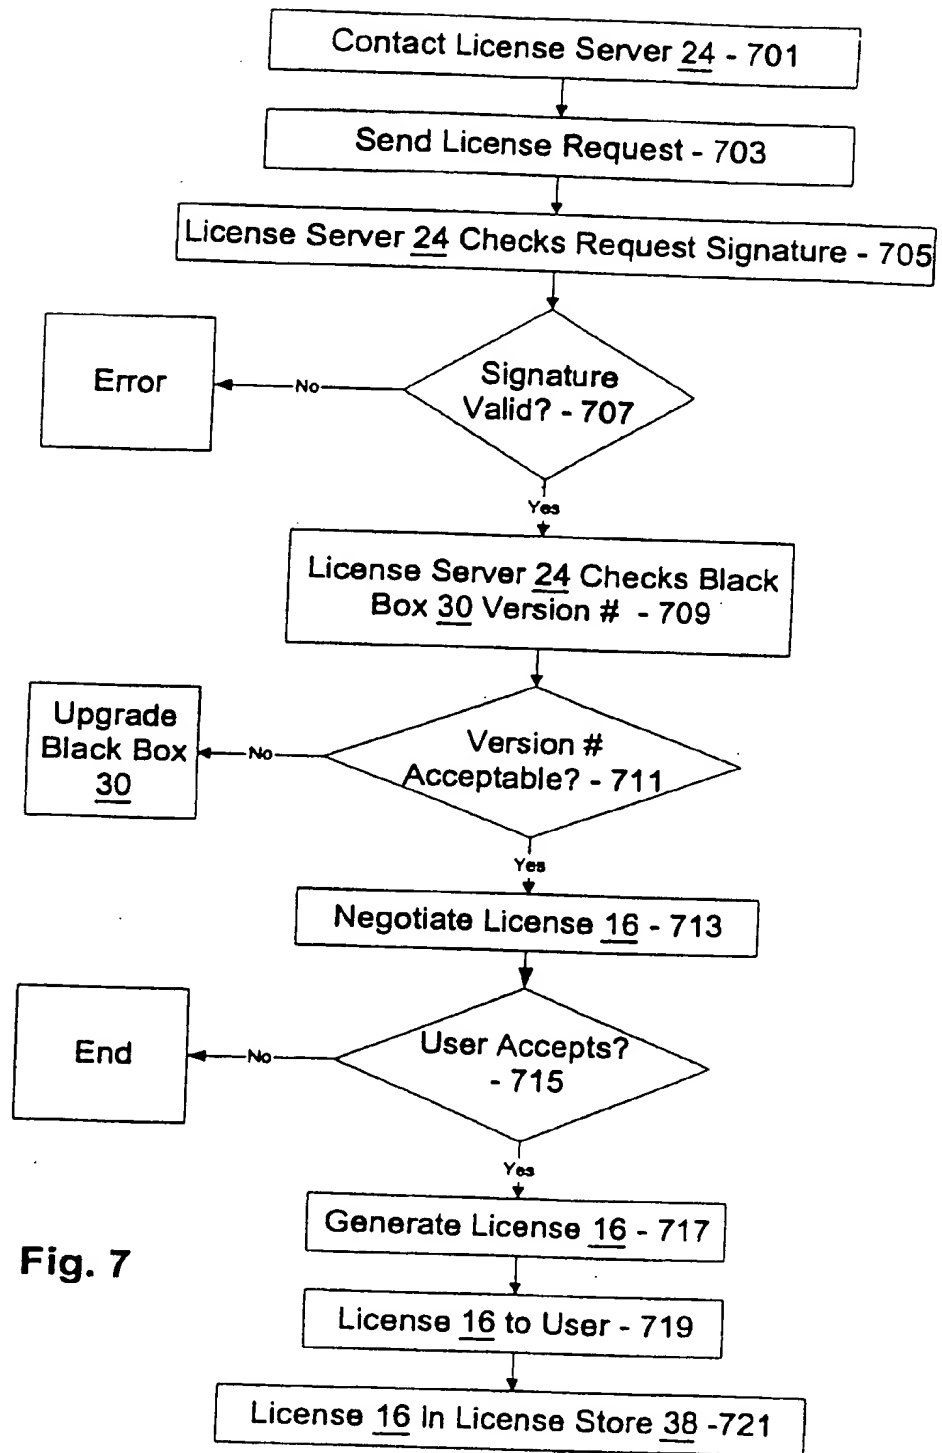 Contact License Server 24 - 701
Send License Request - 703
License Server 24 Checks Request Signature - 705
Error
No
Signature
Valid? - 707
Yes
License Server 24 Checks Black
Box 30 Version # - 709
Upgrade
Black Box
30
No
Version #
Acceptable? - 711
Yes
Negotiate License 16 - 713
End
No
User Accepts?
- 715
Yes
Generate License 16 - 717
Fig. 7
License 16 to User - 719
License 16 In License Store 38 -721